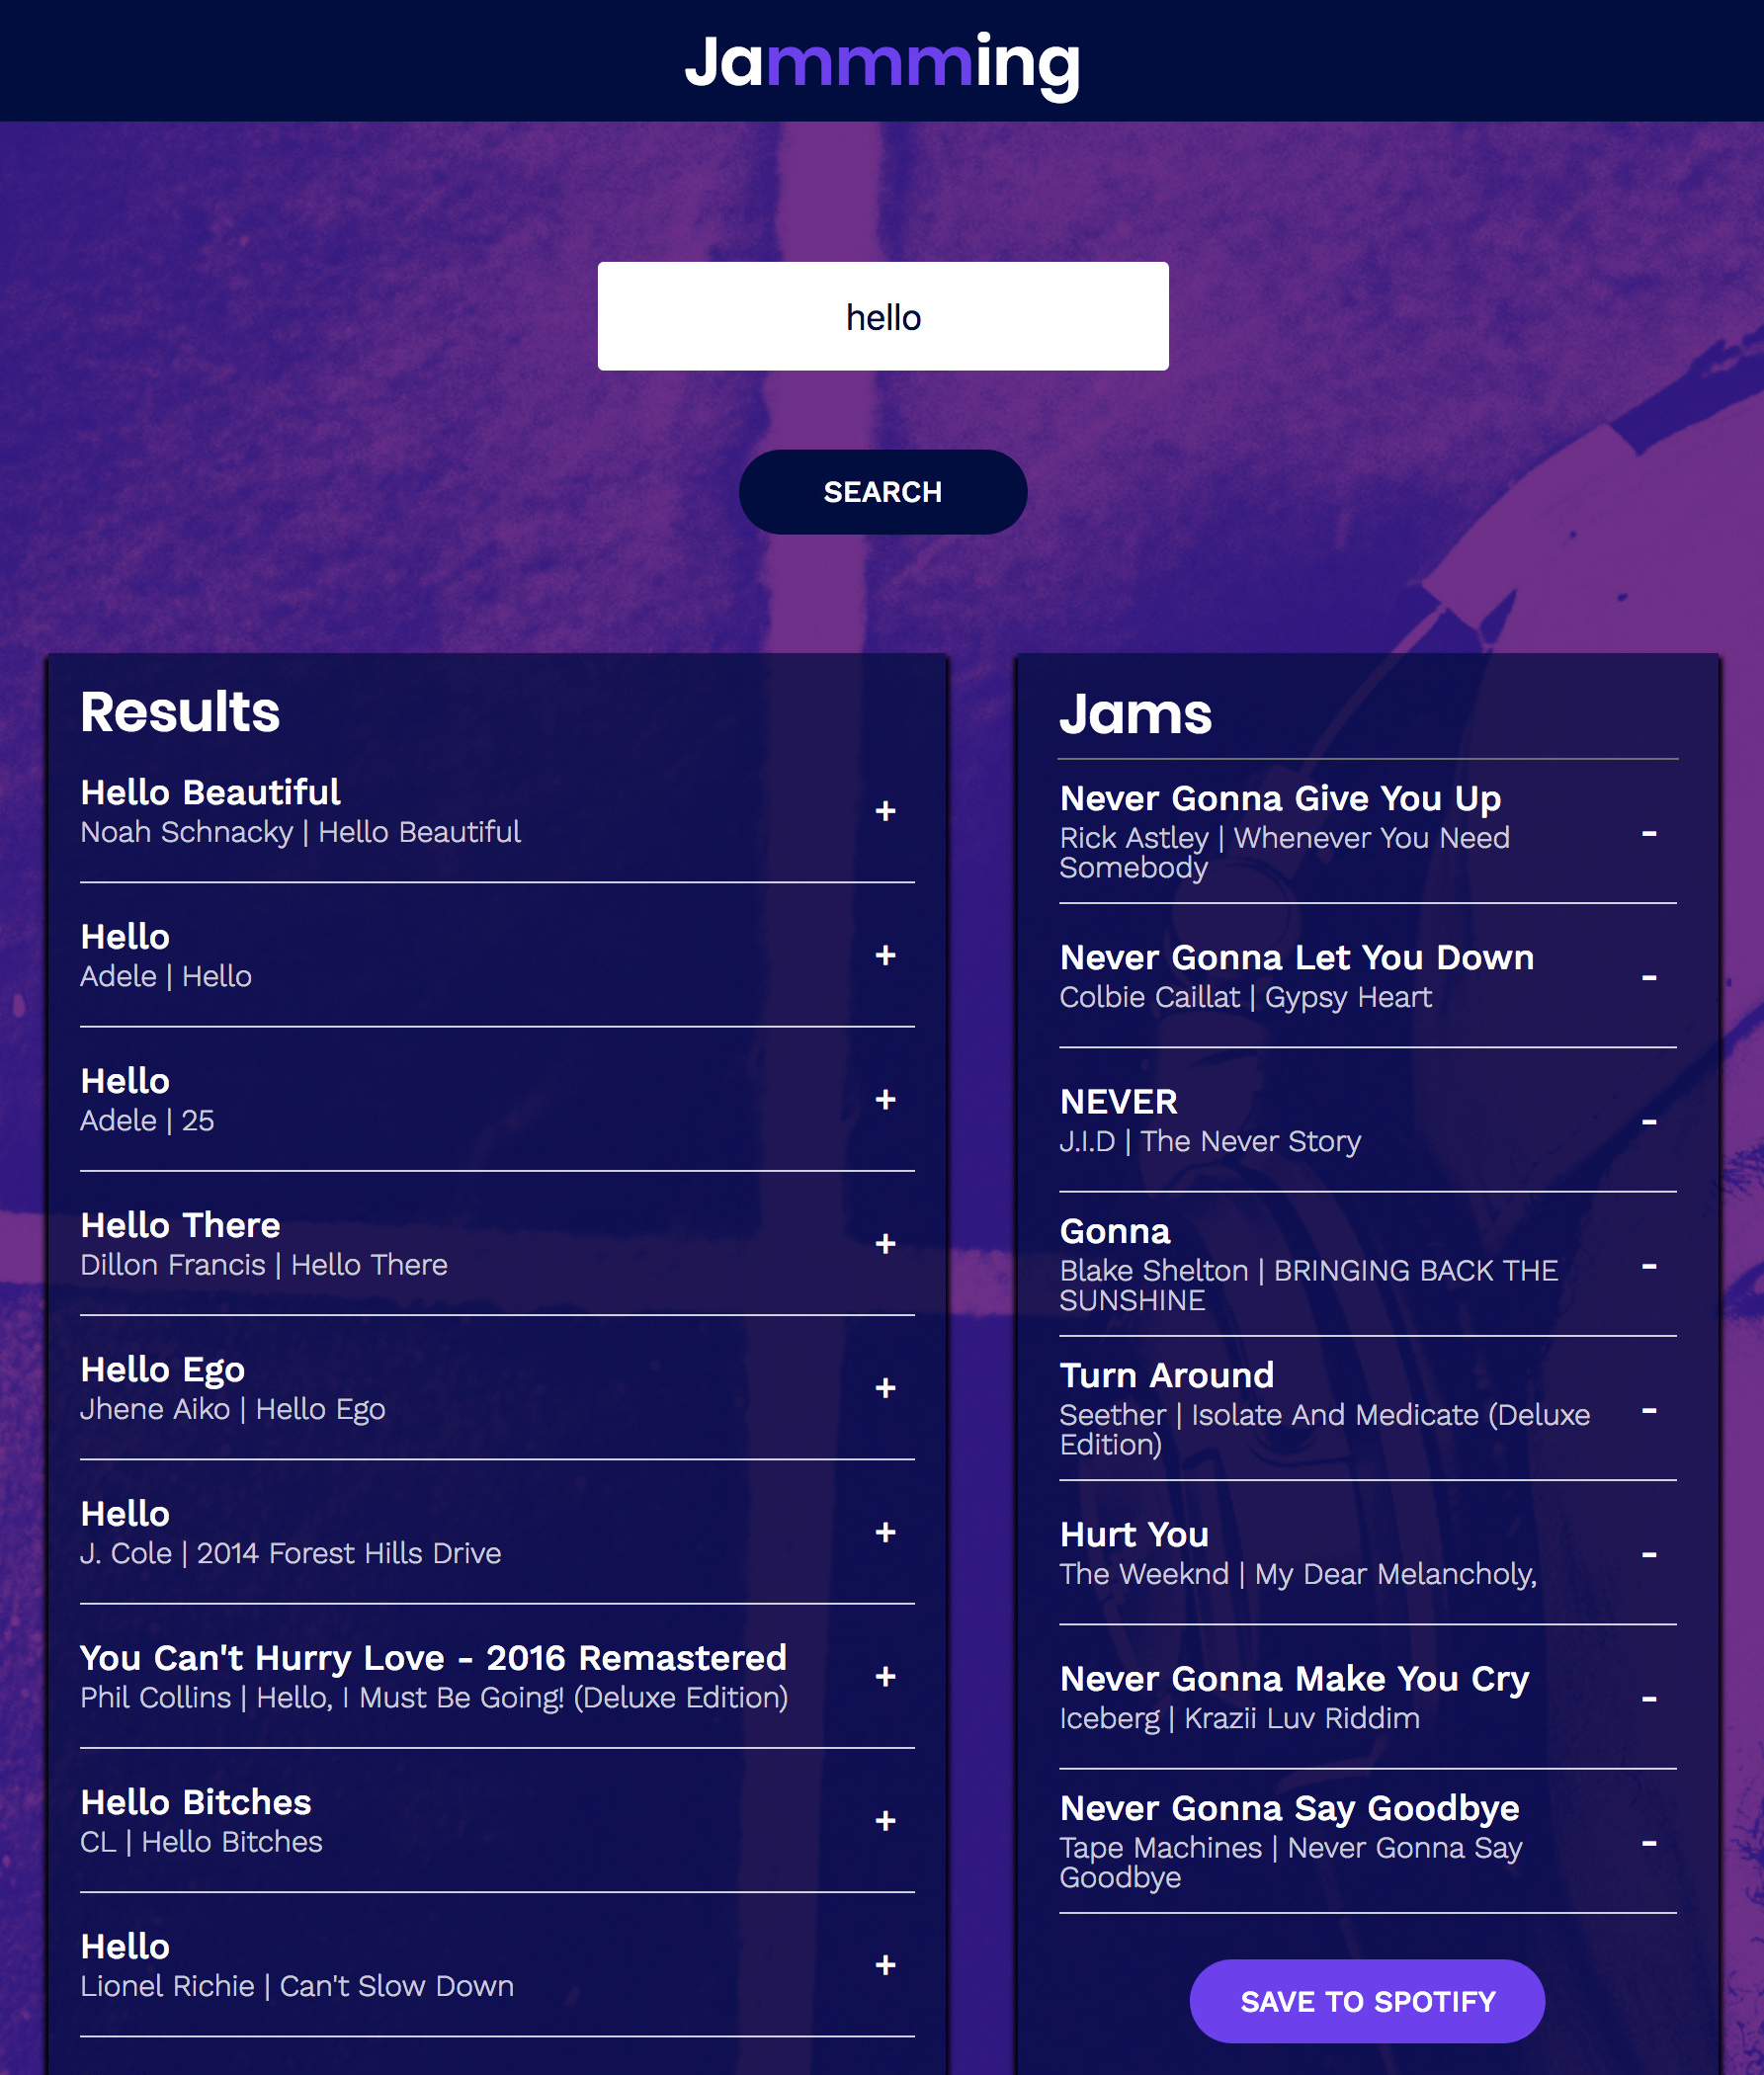 Jammming
hello
SEARCH
Results
Hello Beautiful
Noah Schnacky | Hello Beautiful
+
Hello
Adele | Hello
+
Hello
Adele | 25
+
Hello There
Dillon Francis | Hello There
+
Hello Ego
Jhene Aiko | Hello Ego
+
Hello
J. Cole | 2014 Forest Hills Drive
+
You Can't Hurry Love - 2016 Remastered
Phil Collins | Hello, I Must Be Going! (Deluxe Edition)
+
Hello Bitches
CL | Hello Bitches
+
Hello
Lionel Richie | Can't Slow Down
+
Jams
Never Gonna Give You Up
Rick Astley | Whenever You Need
Somebody
-
Never Gonna Let You Down
Colbie Caillat | Gypsy Heart
-
NEVER
J.I.D | The Never Story
-
Gonna
Blake Shelton | BRINGING BACK THE
SUNSHINE
-
Turn Around
Seether | Isolate And Medicate (Deluxe
Edition)
-
Hurt You
The Weeknd | My Dear Melancholy,
-
Never Gonna Make You Cry
Iceberg | Krazii Luv Riddim
-
Never Gonna Say Goodbye
Tape Machines | Never Gonna Say
Goodbye
-
SAVE TO SPOTIFY